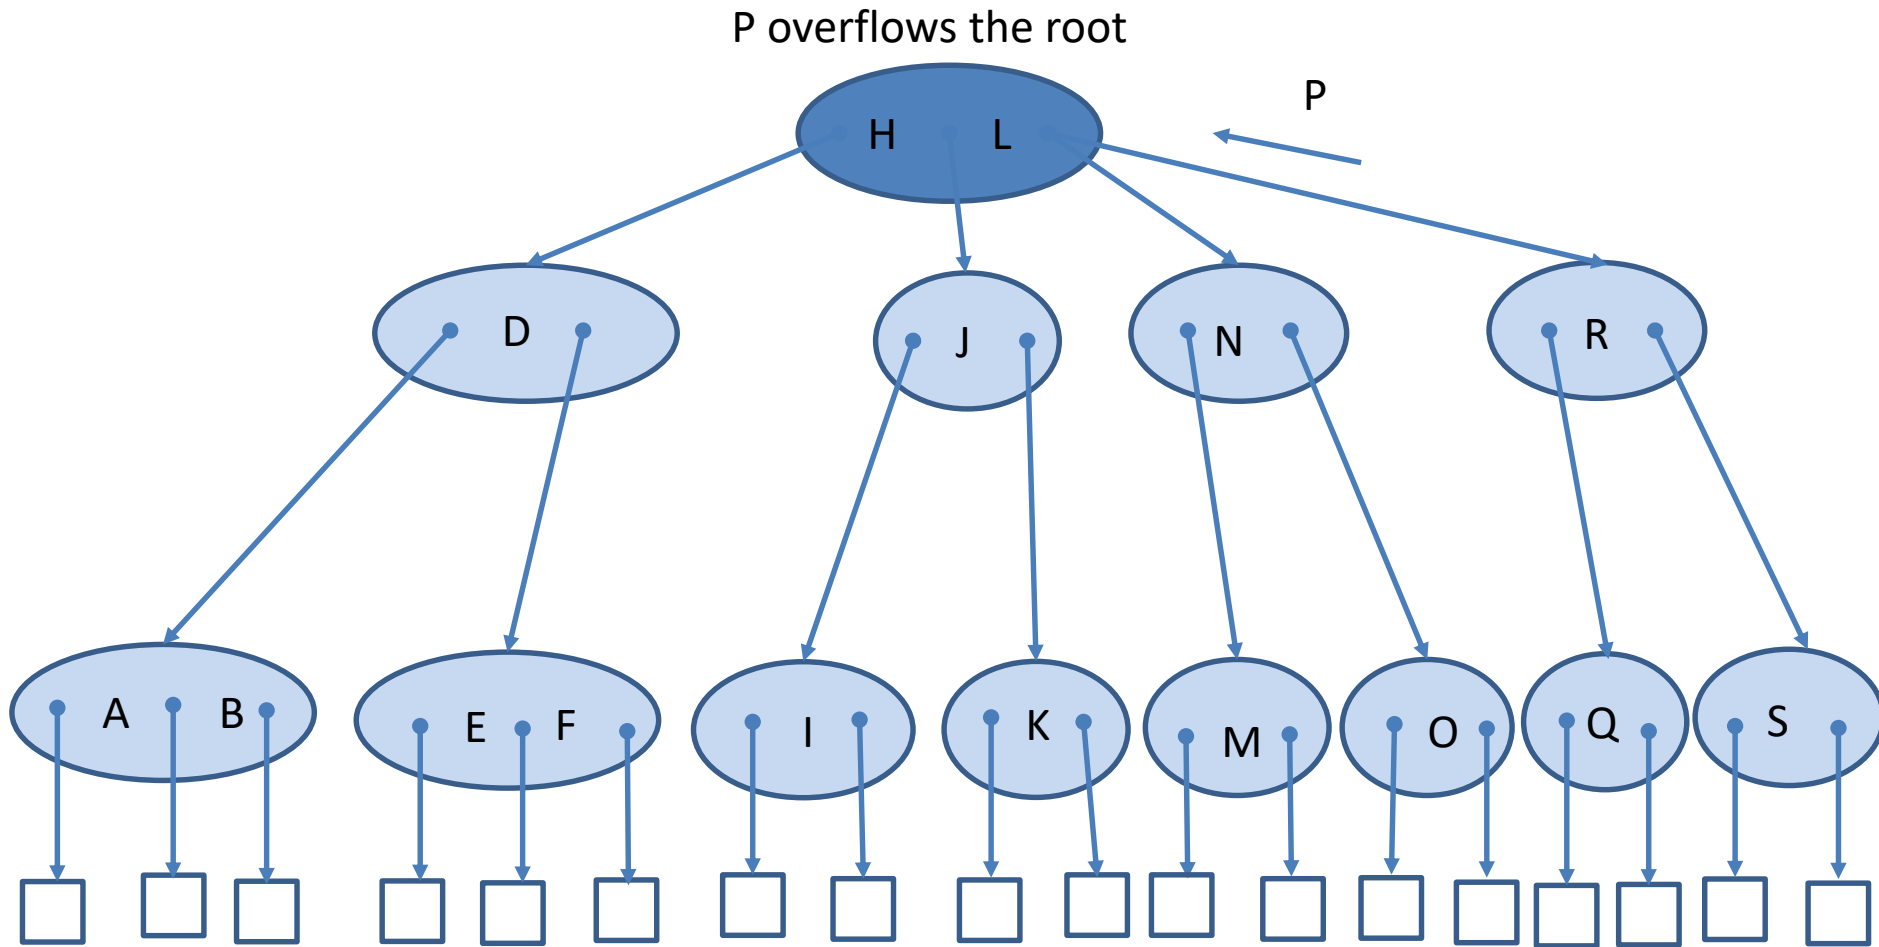 P overflows the root
P
H L
D J N R
A B E F I K M O Q S